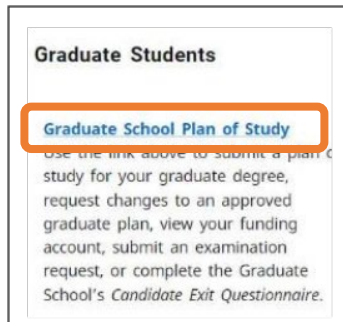 Graduate Students
Graduate School Plan of Study
Use the link above to submit a plan o
study for your graduate degree,
request changes to an approved
graduate plan, view your funding
account, submit an examination
request, or complete the Graduate
School's Candidate Exit Questionnaire.